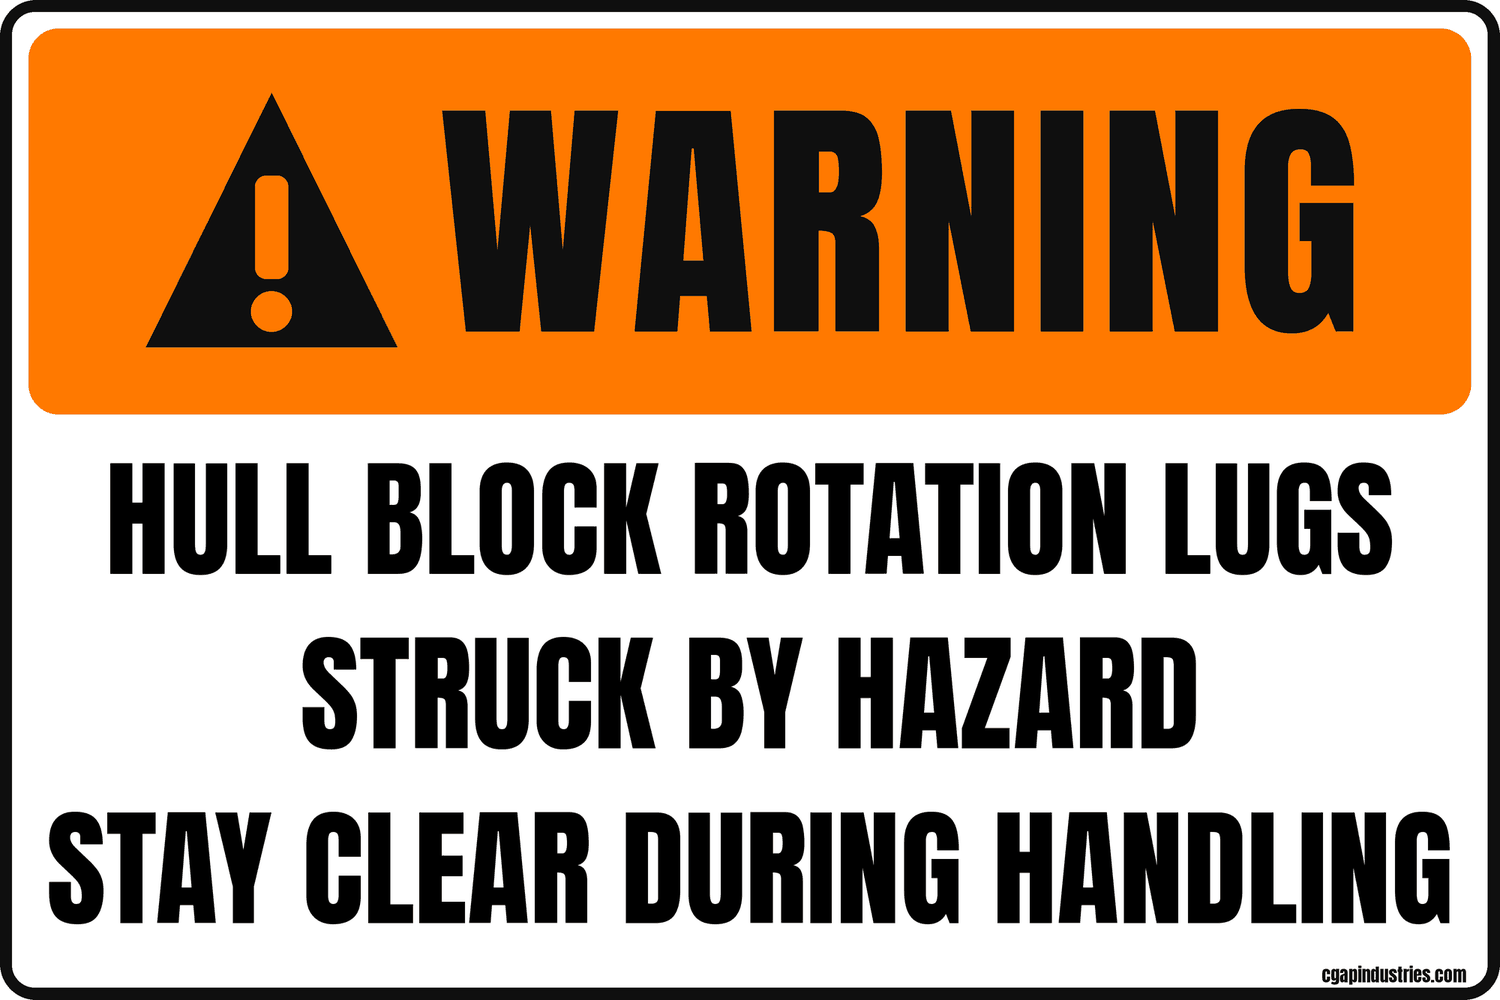 WARNING
HULL BLOCK ROTATION LUGS
STRUCK BY HAZARD
STAY CLEAR DURING HANDLING
cgapindustries.com